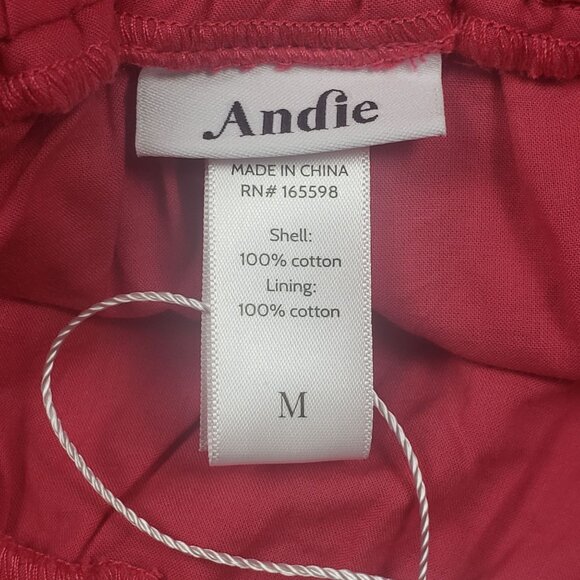 Andie
MADE IN CHINA
RN# 165598
Shell:
100% cotton
Lining:
100% cotton
M